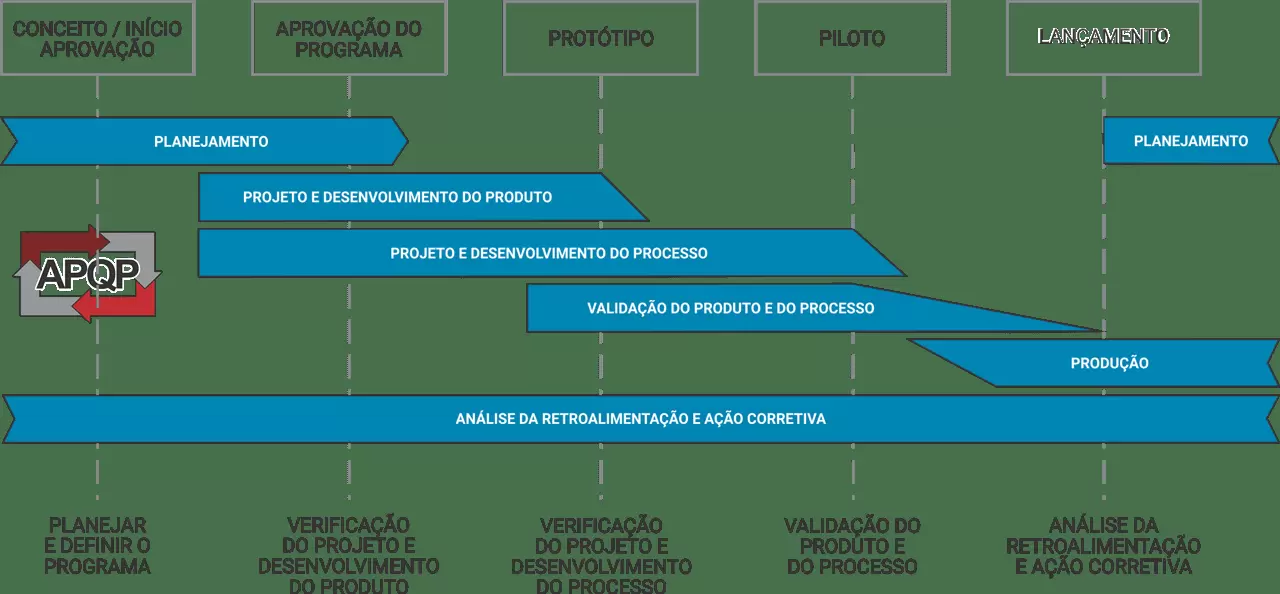 CONCEITO / INÍCIO
APROVAÇÃO
APROVAÇÃO DO
PROGRAMA
PROTÓTIPO
PILOTO
LANÇAMENTO
PLANEJAMENTO
PLANEJAMENTO
PROJETO E DESENVOLVIMENTO DO PRODUTO
PROJETO E DESENVOLVIMENTO DO PROCESSO
APQP
VALIDAÇÃO DO PRODUTO E DO PROCESSO
PRODUÇÃO
ANÁLISE DA RETROALIMENTAÇÃO E AÇÃO CORRETIVA
PLANEJAR
E DEFINIR O
PROGRAMA
VERIFICAÇÃO
DO PROJETO E
DESENVOLVIMENTO
DO PRODUTO
VERIFICAÇÃO
DO PROJETO E
DESENVOLVIMENTO
DO PROCESSO
VALIDAÇÃO DO
PRODUTO E
DO PROCESSO
ANÁLISE DA
RETROALIMENTAÇÃO
E AÇÃO CORRETIVA